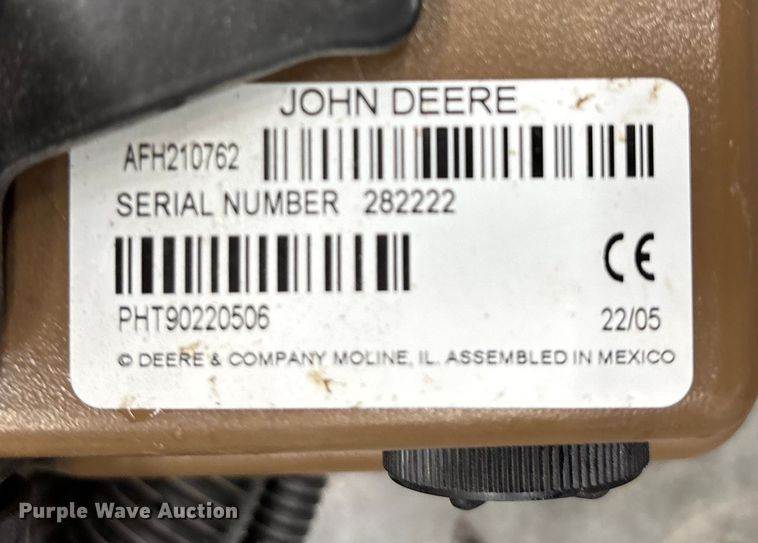 JOHN DEERE
AFH210762
SERIAL NUMBER 282222
CE
PHT90220506 22/05
© DEERE & COMPANY MOLINE, IL. ASSEMBLED IN MEXICO
Purple Wave Auction